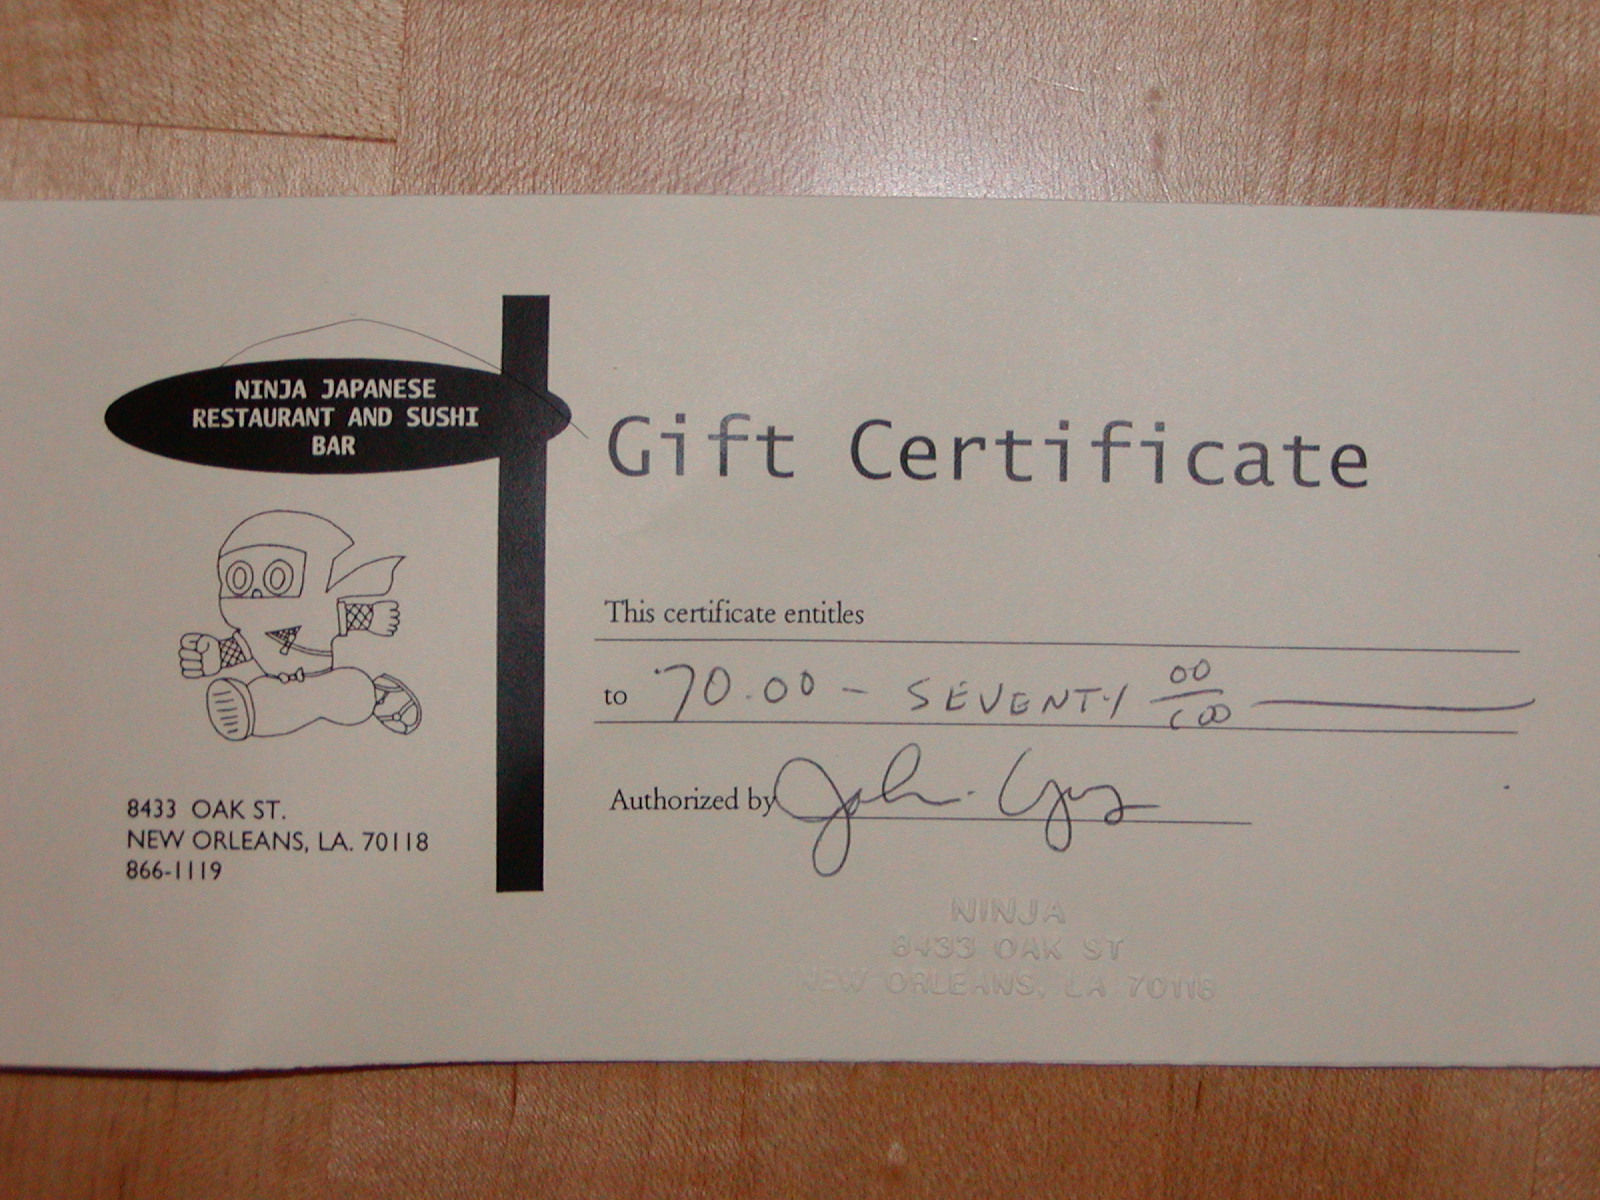 NINJA JAPANESE
RESTAURANT AND SUSHI
BAR
8433 OAK ST.
NEW ORLEANS, LA. 70118
866-1119
Gift Certificate
This certificate entitles
to 70.00 - SEVENTY 00/100
Authorized by John
NINJA
8433 OAK ST
NEW ORLEANS, LA 70118